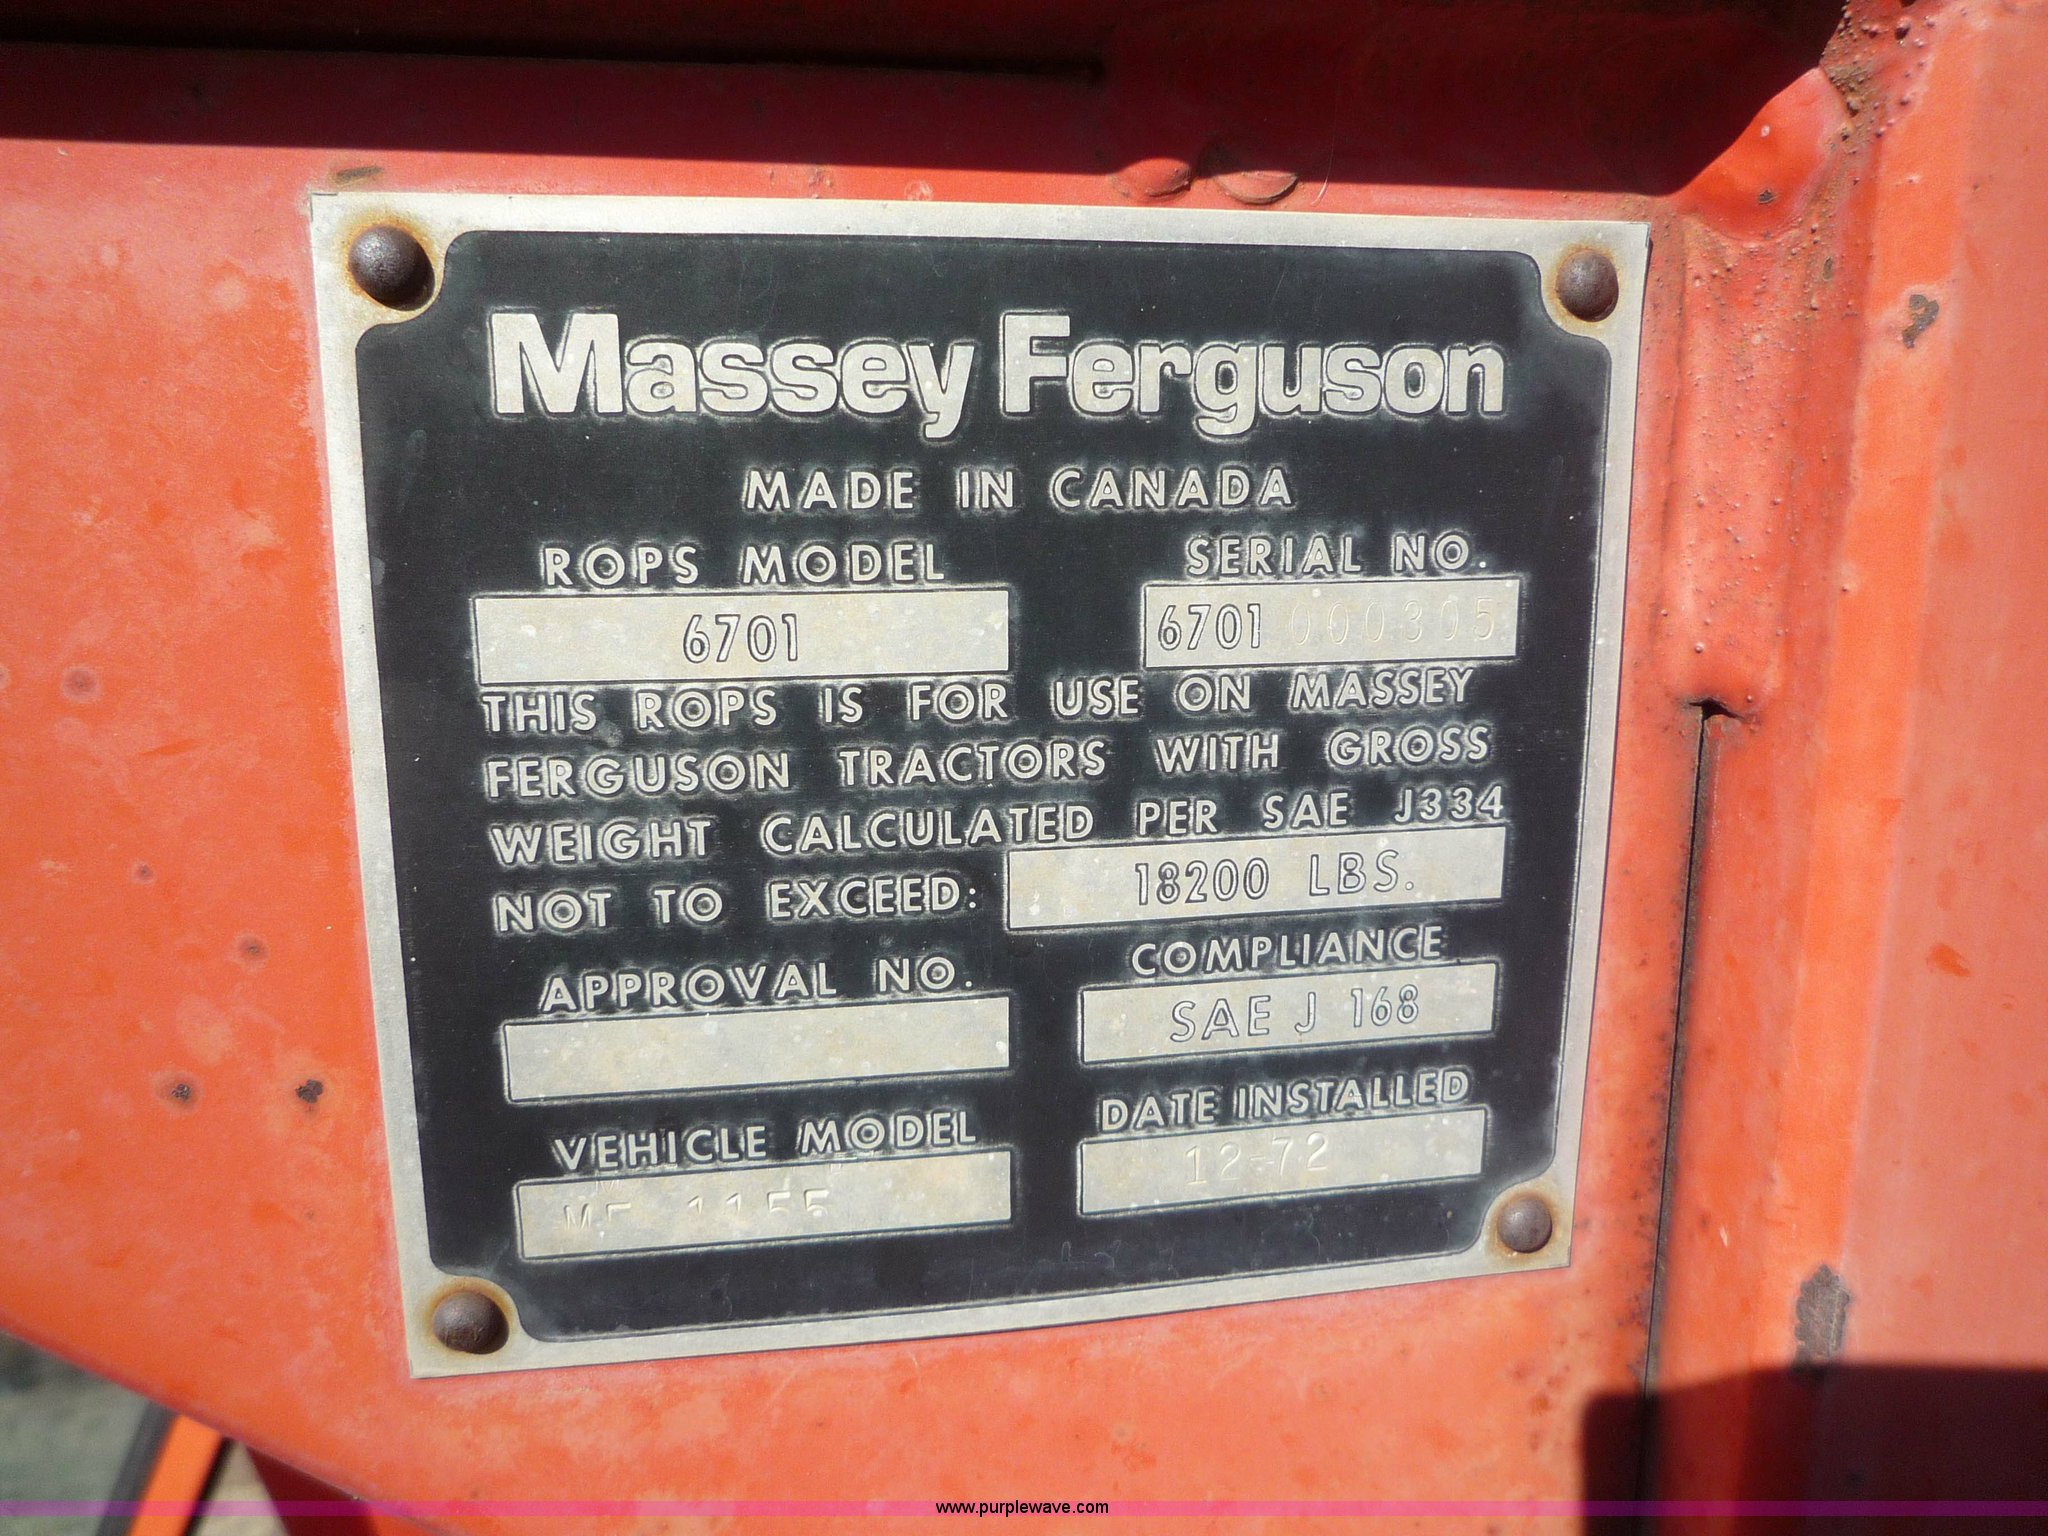 Massey Ferguson
MADE IN CANADA
ROPS MODEL SERIAL NO.
6701 6701 000305
THIS ROPS IS FOR USE ON MASSEY
FERGUSON TRACTORS WITH GROSS
WEIGHT CALCULATED PER SAE J334
NOT TO EXCEED: 18200 LBS.
APPROVAL NO. COMPLIANCE
SAE J 168
VEHICLE MODEL DATE INSTALLED
MF 1155 12-72
www.purplewave.com